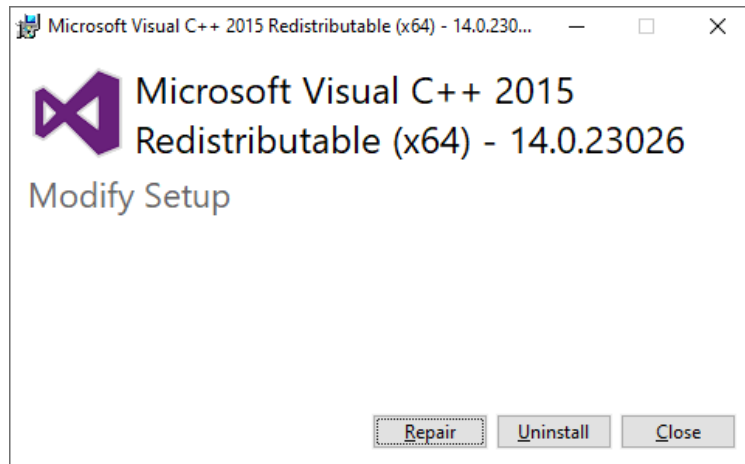 Microsoft Visual C++ 2015 Redistributable (x64) - 14.0.230...
Microsoft Visual C++ 2015
Redistributable (x64) - 14.0.23026
Modify Setup
Repair Uninstall Close